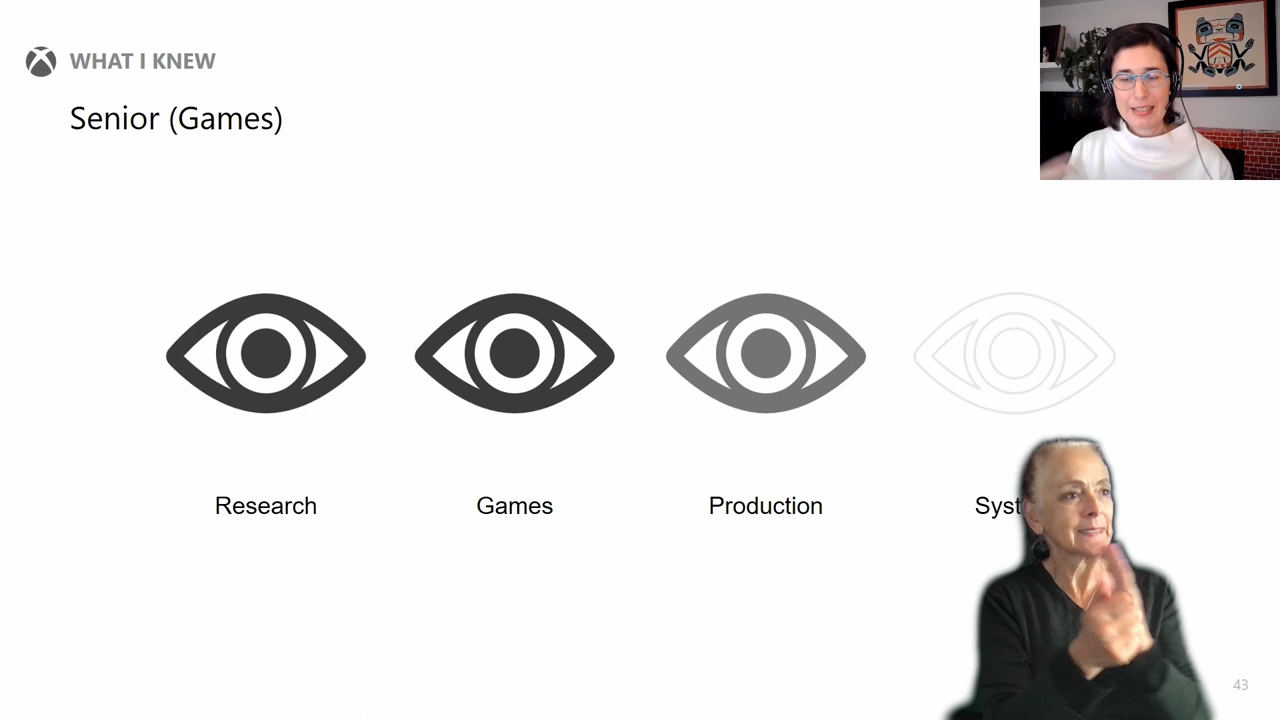 WHAT I KNEW
Senior (Games)
Research
Games
Production
43